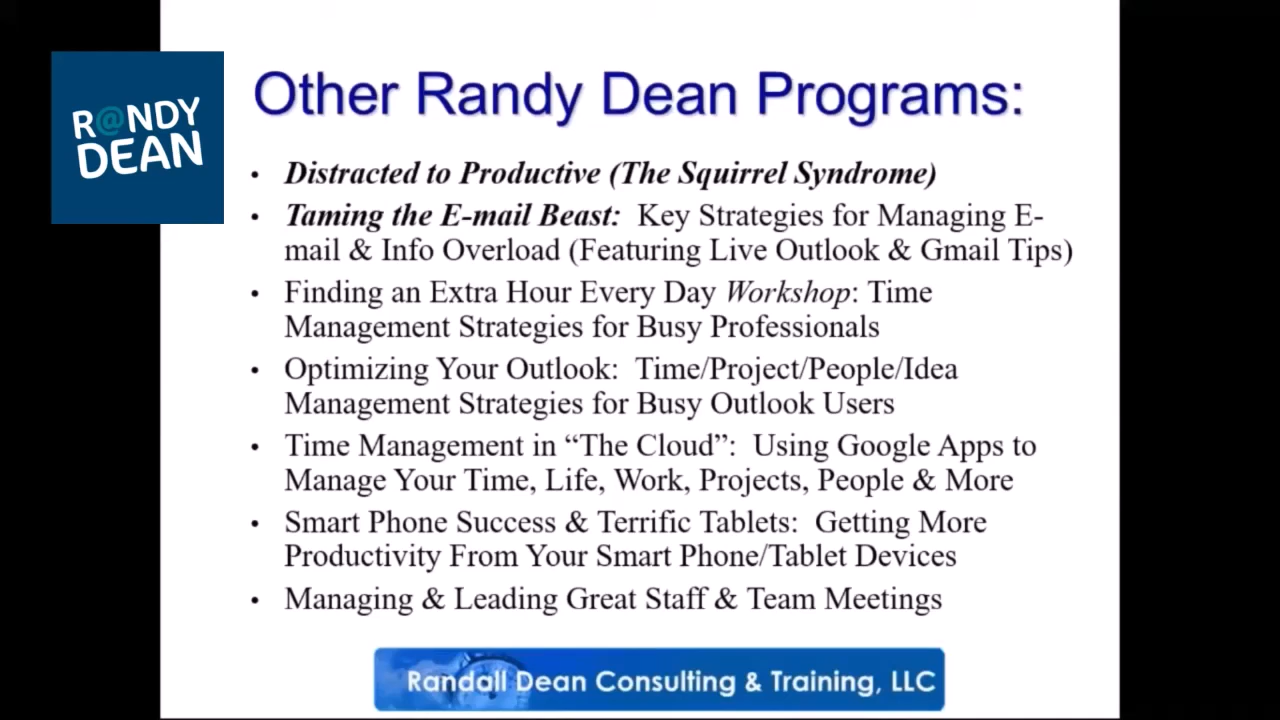 R@NDY
DEAN
Other Randy Dean Programs:
• Distracted to Productive (The Squirrel Syndrome)
• Taming the E-mail Beast:  Key Strategies for Managing E-
mail & Info Overload (Featuring Live Outlook & Gmail Tips)
• Finding an Extra Hour Every Day Workshop: Time
Management Strategies for Busy Professionals
• Optimizing Your Outlook:  Time/Project/People/Idea
Management Strategies for Busy Outlook Users
• Time Management in “The Cloud”:  Using Google Apps to
Manage Your Time, Life, Work, Projects, People & More
• Smart Phone Success & Terrific Tablets:  Getting More
Productivity From Your Smart Phone/Tablet Devices
• Managing & Leading Great Staff & Team Meetings
Randall Dean Consulting & Training, LLC